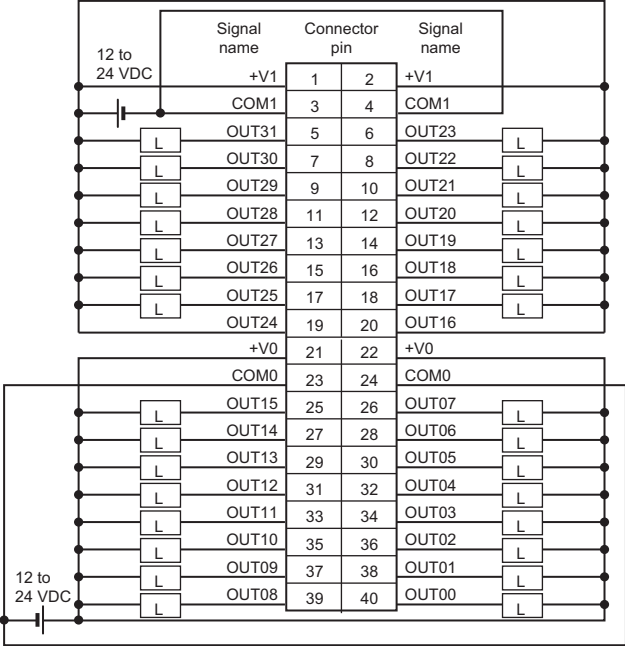 Signal name Connector pin Signal name
12 to
24 VDC
+V1 1 2 +V1
COM1 3 4 COM1
L OUT31 5 6 OUT23 L
L OUT30 7 8 OUT22 L
L OUT29 9 10 OUT21 L
L OUT28 11 12 OUT20 L
L OUT27 13 14 OUT19 L
L OUT26 15 16 OUT18 L
L OUT25 17 18 OUT17 L
OUT24 19 20 OUT16
+V0 21 22 +V0
COM0 23 24 COM0
L OUT15 25 26 OUT07 L
L OUT14 27 28 OUT06 L
L OUT13 29 30 OUT05 L
L OUT12 31 32 OUT04 L
L OUT11 33 34 OUT03 L
L OUT10 35 36 OUT02 L
L OUT09 37 38 OUT01 L
L OUT08 39 40 OUT00 L
12 to
24 VDC